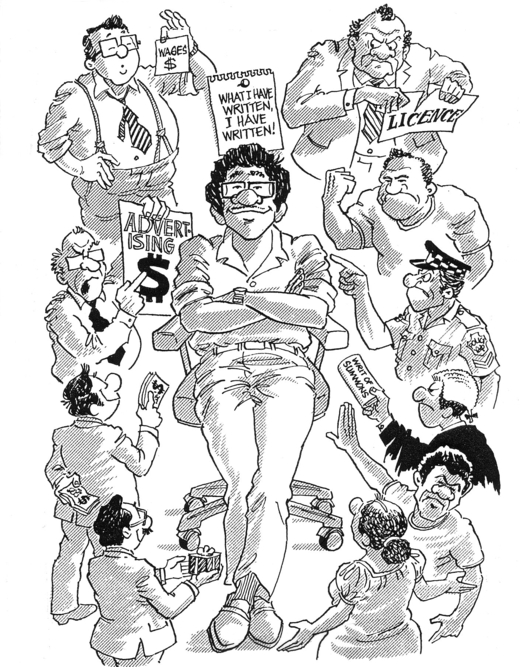 WAGES
$
WHAT I HAVE
WRITTEN,
I HAVE
WRITTEN!
LICENCE
ADVERT-
ISING
$
WRIT OF
SUMMONS
$
$